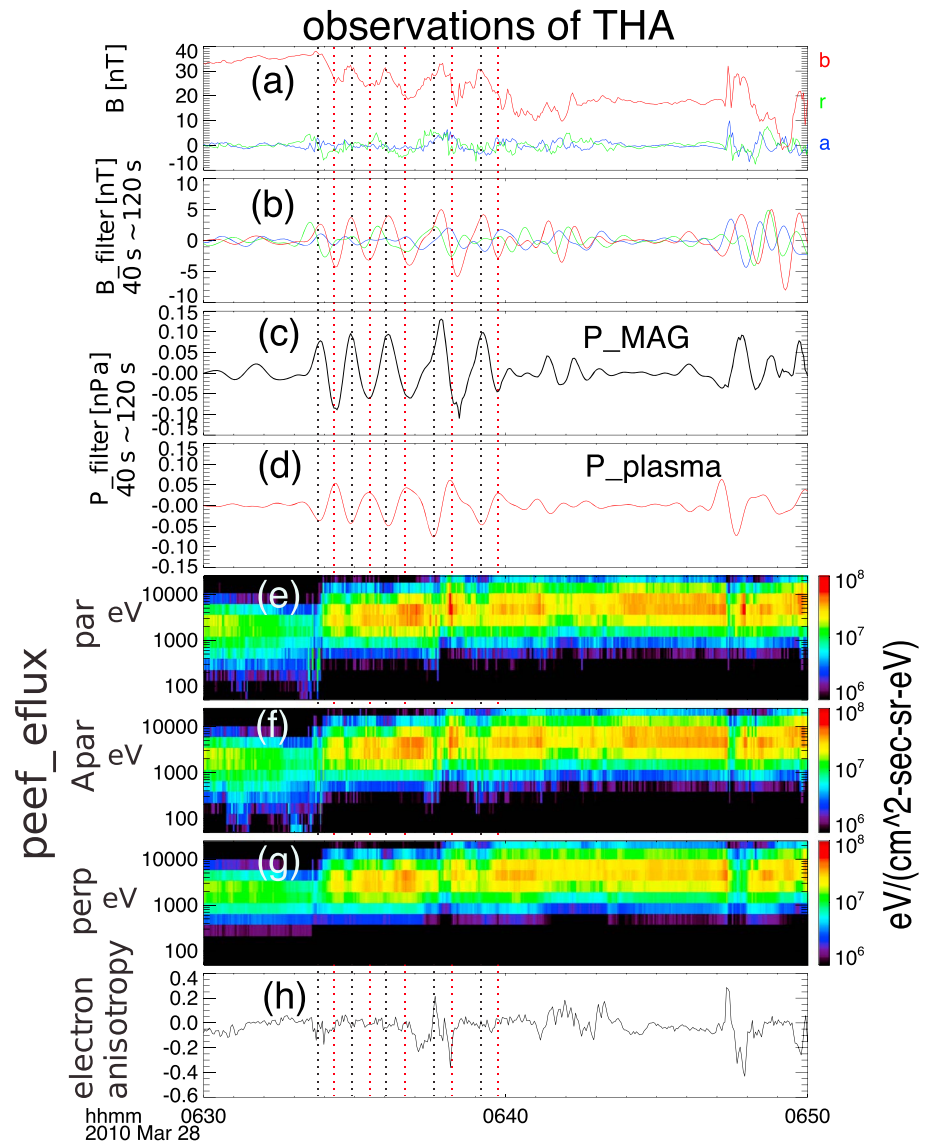 observations of THA
B [nT]
40
30
20
10
0
-10
(a)
b
r
a
B_filter [nT]
40 s ~120 s
10
5
0
-5
-10
(b)
P_filter [nPa]
40 s ~120 s
0.15
0.10
0.05
-0.00
-0.05
-0.10
-0.15
(c)
P_MAG
0.15
0.10
0.05
-0.00
-0.05
-0.10
-0.15
(d)
P_plasma
peef_eflux
par
eV
10000
1000
100
(e)
10^8
10^7
10^6
Apar
eV
10000
1000
100
(f)
10^8
10^7
10^6
perp
eV
10000
1000
100
(g)
10^8
10^7
10^6
eV/(cm^2-sec-sr-eV)
electron
anisotropy
0.4
0.2
0.0
-0.2
-0.4
-0.6
(h)
hhmm
2010 Mar 28
0630
0640
0650